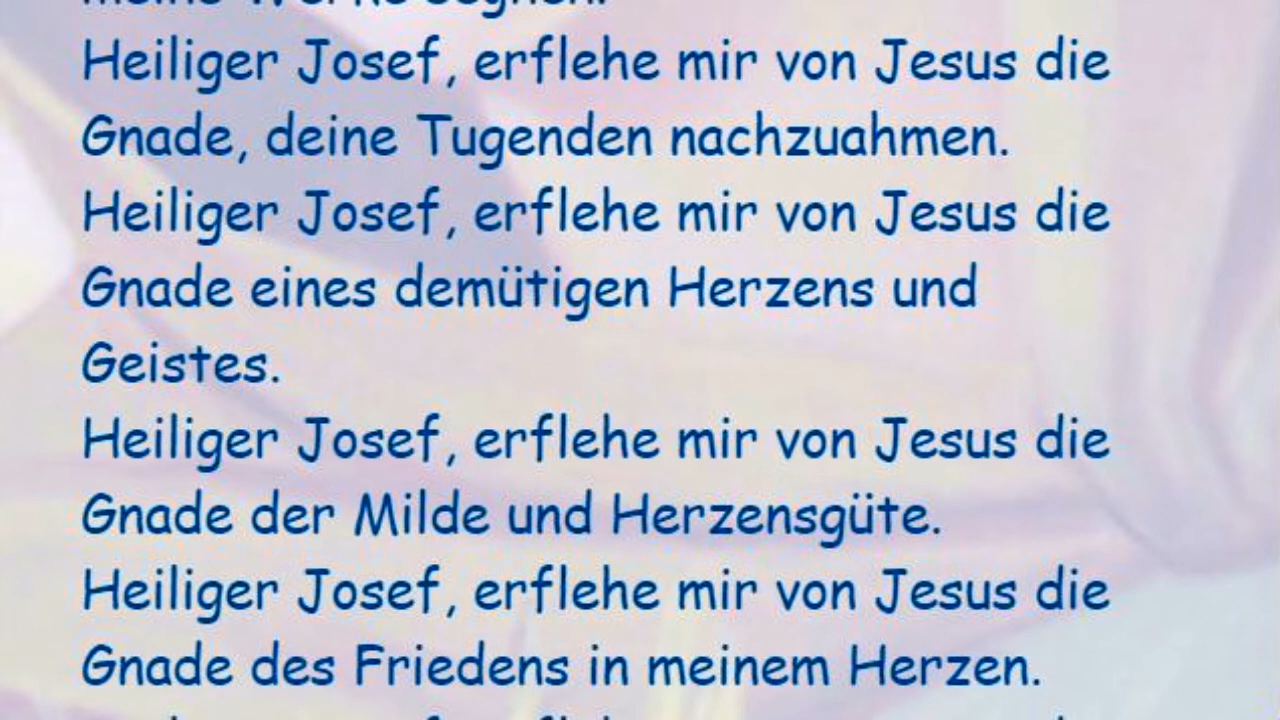 Heiliger Josef, erflehe mir von Jesus die
Gnade, deine Tugenden nachzuahmen.
Heiliger Josef, erflehe mir von Jesus die
Gnade eines demütigen Herzens und
Geistes.
Heiliger Josef, erflehe mir von Jesus die
Gnade der Milde und Herzensgüte.
Heiliger Josef, erflehe mir von Jesus die
Gnade des Friedens in meinem Herzen.